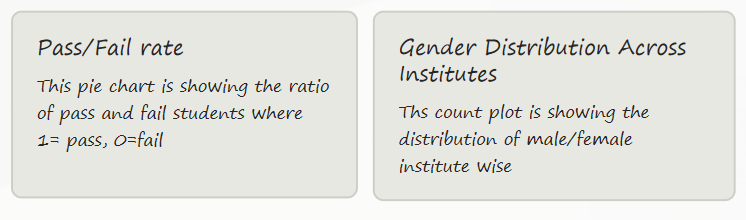 Pass/Fail rate
This pie chart is showing the ratio
of pass and fail students where
1= pass, 0=fail
Gender Distribution Across
Institutes
Ths count plot is showing the
distribution of male/female
institute wise